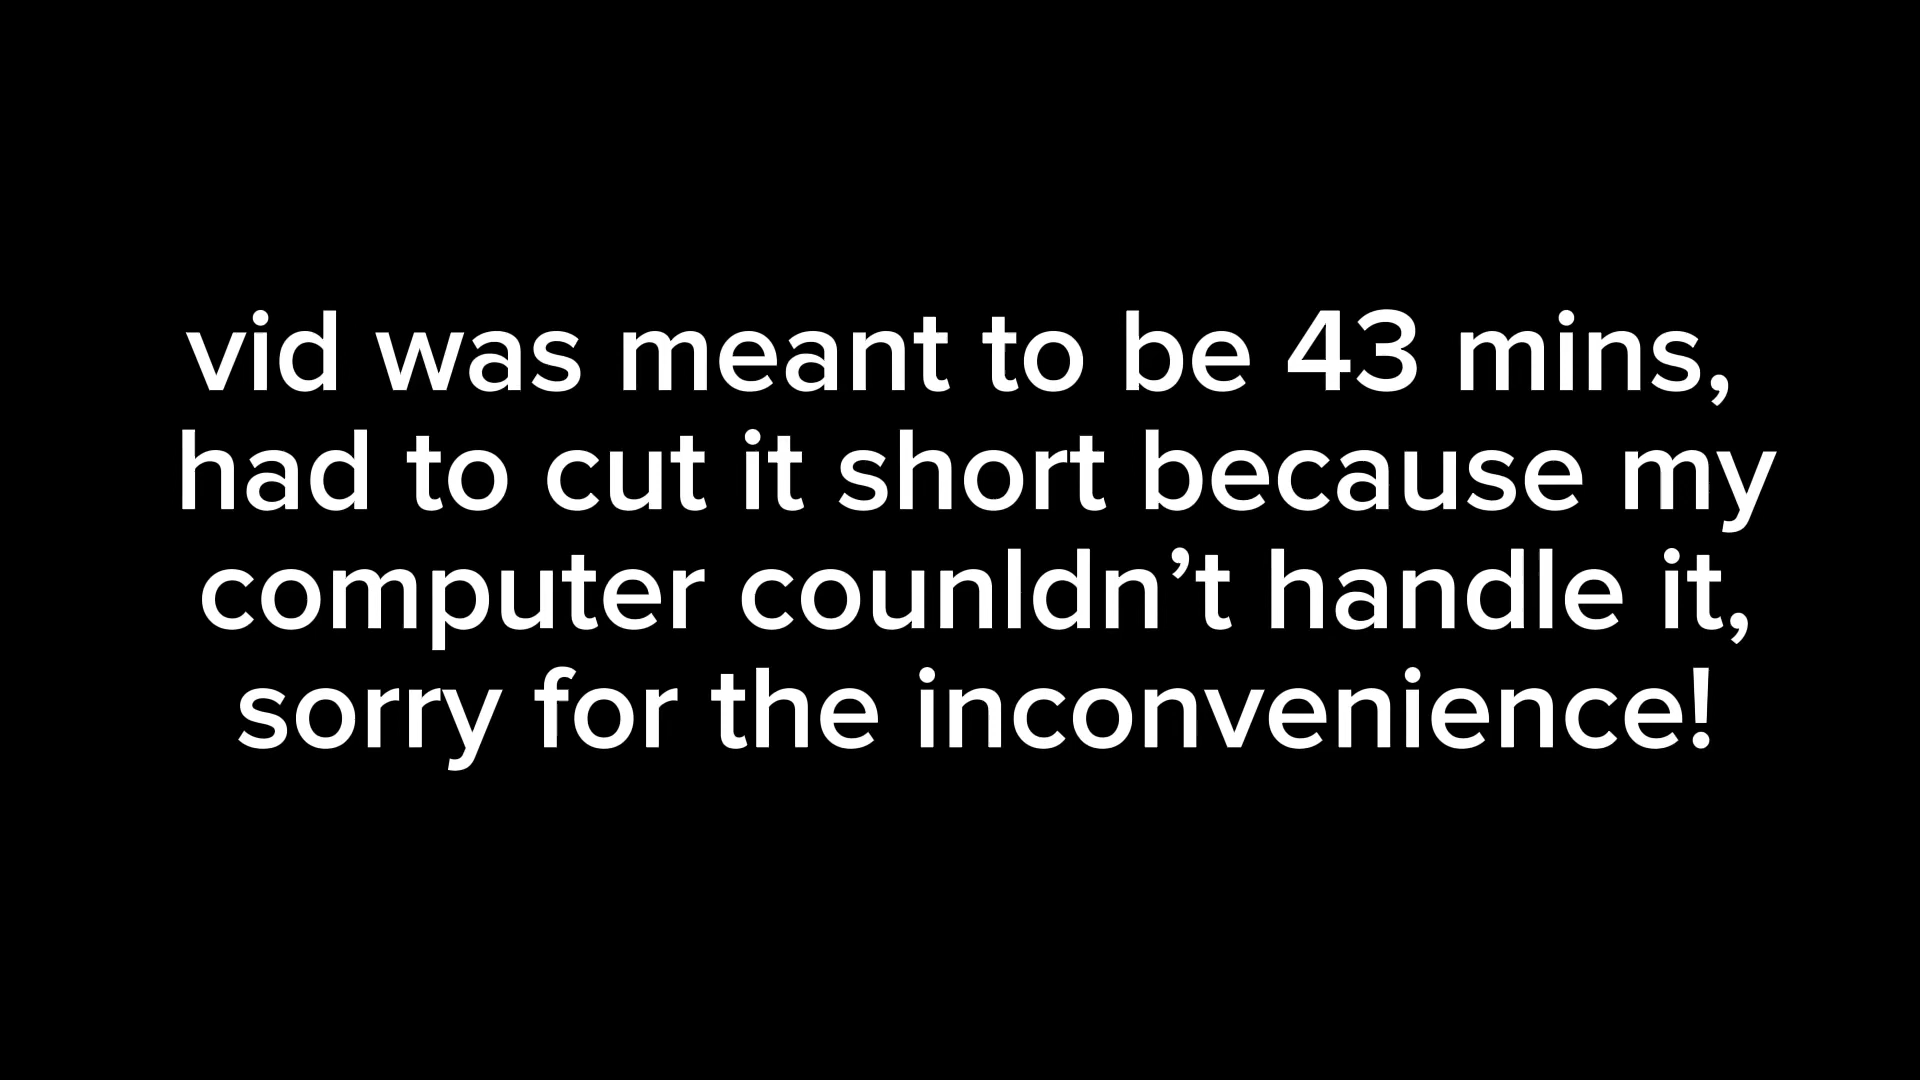 vid was meant to be 43 mins,
had to cut it short because my
computer counldn’t handle it,
sorry for the inconvenience!